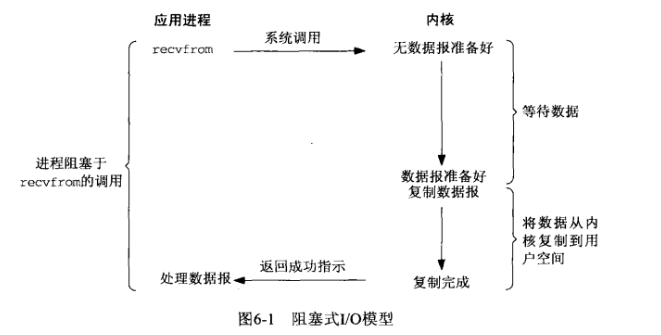 应用进程
内核
recvfrom
系统调用
无数据报准备好
等待数据
进程阻塞于
recvfrom的调用
数据报准备好
复制数据报
将数据从内
核复制到用
户空间
处理数据报
返回成功指示
复制完成
图6-1 阻塞式I/O模型